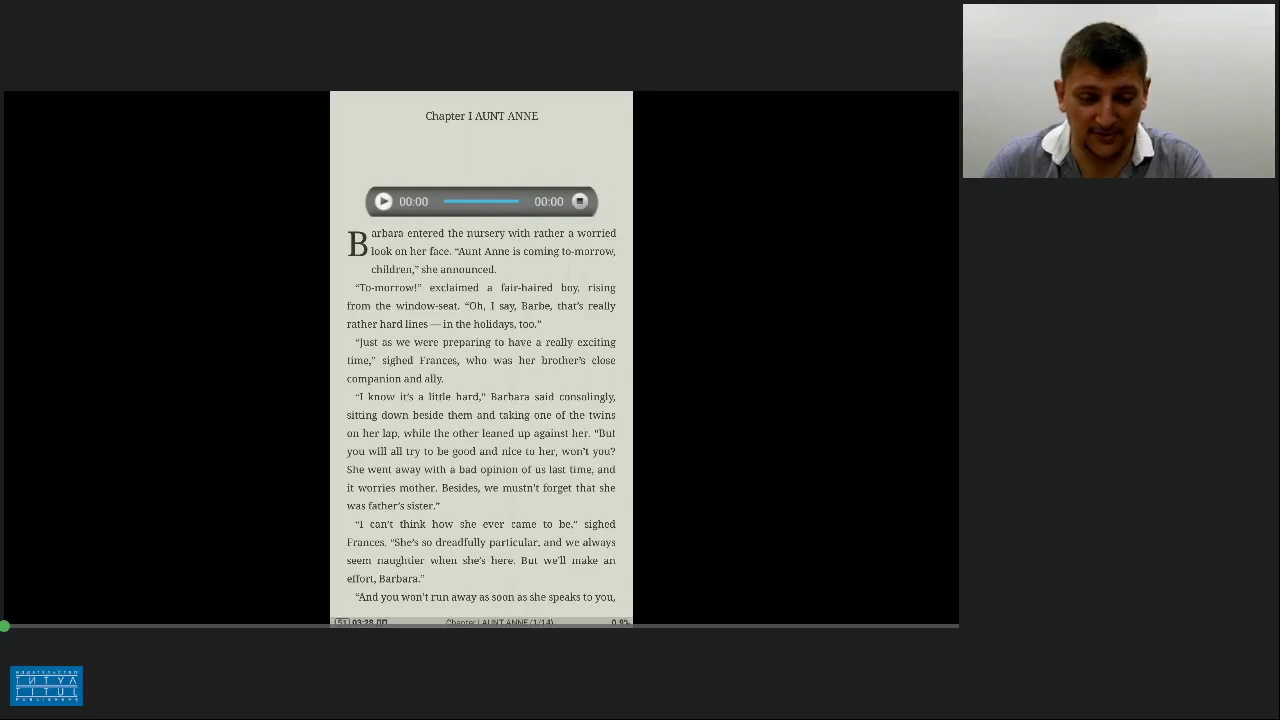 Chapter I AUNT ANNE
00:00
00:00
Barbara entered the nursery with rather a worried
look on her face. “Aunt Anne is coming to-morrow,
children,” she announced.
“To-morrow!” exclaimed a fair-haired boy, rising
from the window-seat. “Oh, I say, Barbe, that’s really
rather hard lines — in the holidays, too.”
“Just as we were preparing to have a really exciting
time,” sighed Frances, who was her brother’s close
companion and ally.
“I know it’s a little hard,” Barbara said consolingly,
sitting down beside them and taking one of the twins
on her lap, while the other leaned up against her. “But
you will all try to be good and nice to her, won’t you?
She went away with a bad opinion of us last time, and
it worries mother. Besides, we mustn’t forget that she
was father’s sister.”
“I can’t think how she ever came to be,” sighed
Frances. “She’s so dreadfully particular, and we always
seem naughtier when she’s here. But we’ll make an
effort, Barbara.”
“And you won’t run away as soon as she speaks to you,
51 03:28 ДП Chapter I AUNT ANNE (1/14) 0.9%
ИЗДАТЕЛЬСТВО
ТИТУЛ
TITUL
PUBLISHERS